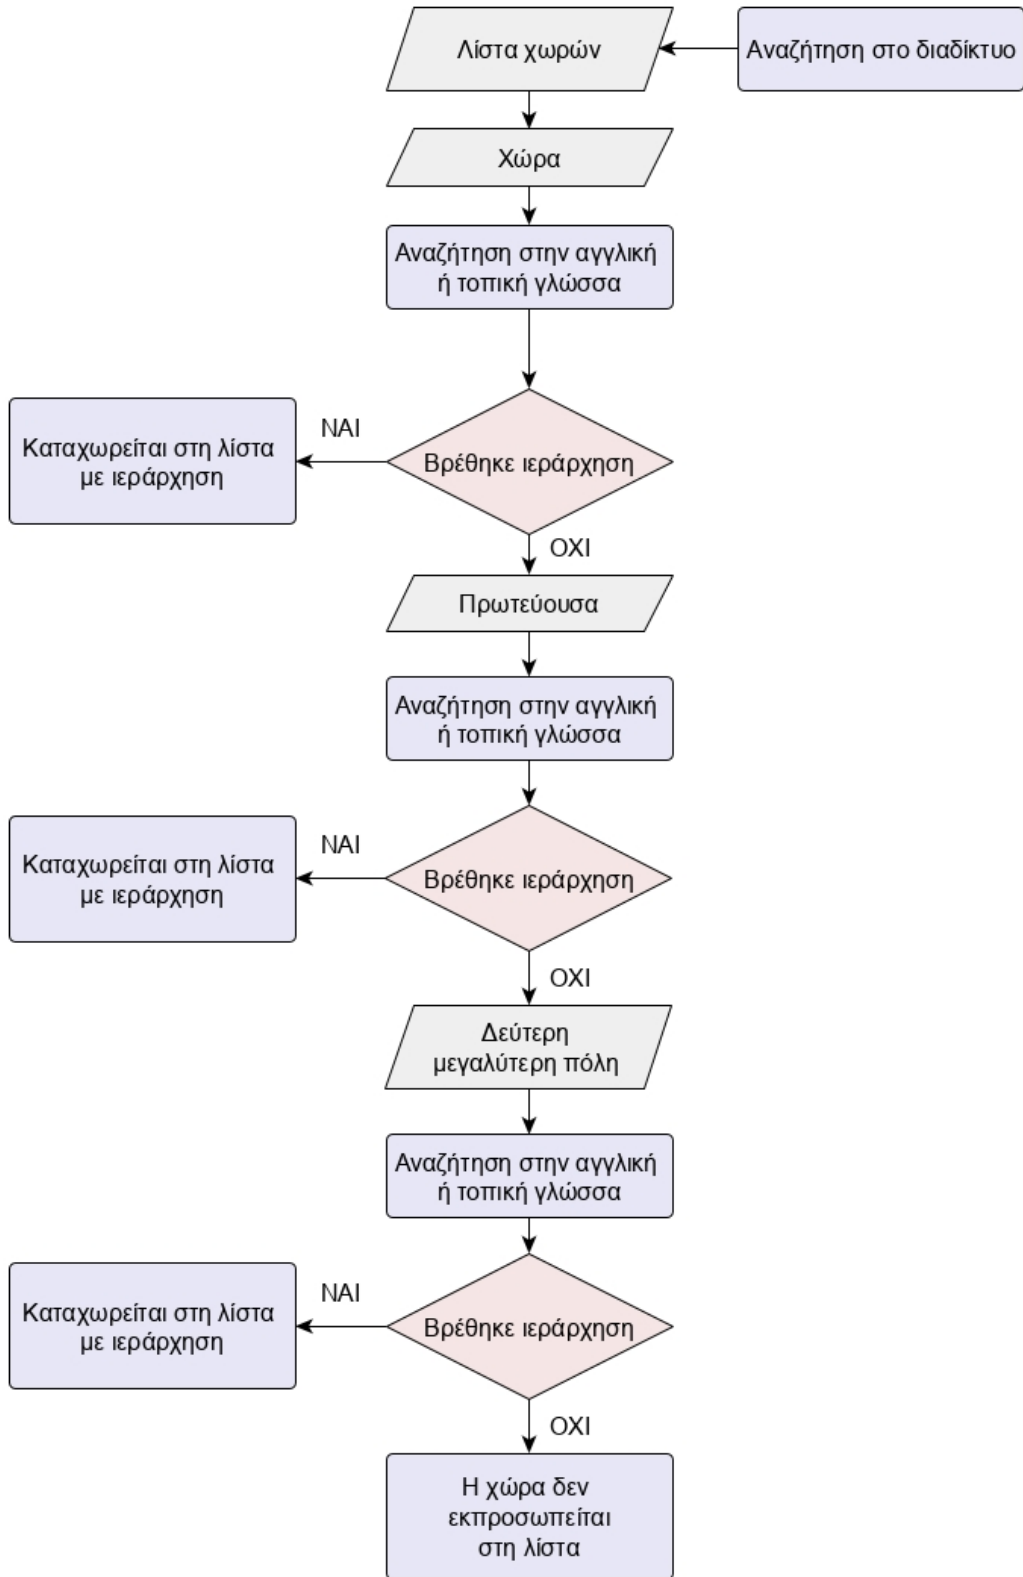 Λίστα χωρών
Αναζήτηση στο διαδίκτυο
Χώρα
Αναζήτηση στην αγγλική
ή τοπική γλώσσα
Βρέθηκε ιεράρχηση
ΝΑΙ
Καταχωρείται στη λίστα
με ιεράρχηση
ΟΧΙ
Πρωτεύουσα
Αναζήτηση στην αγγλική
ή τοπική γλώσσα
Βρέθηκε ιεράρχηση
ΝΑΙ
Καταχωρείται στη λίστα
με ιεράρχηση
ΟΧΙ
Δεύτερη
μεγαλύτερη πόλη
Αναζήτηση στην αγγλική
ή τοπική γλώσσα
Βρέθηκε ιεράρχηση
ΝΑΙ
Καταχωρείται στη λίστα
με ιεράρχηση
ΟΧΙ
Η χώρα δεν
εκπροσωπείται
στη λίστα